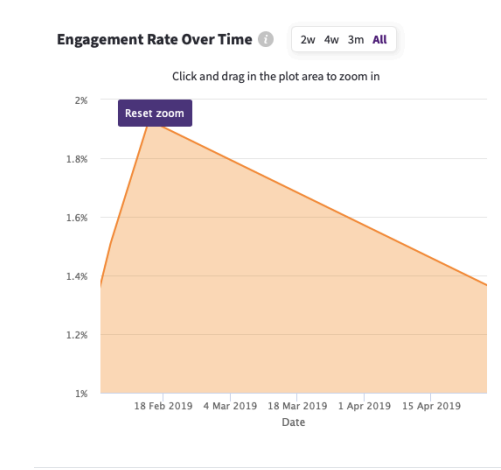 Engagement Rate Over Time i 2w 4w 3m All
Click and drag in the plot area to zoom in
2%
Reset zoom
1.8%
1.6%
1.4%
1.2%
1%
18 Feb 2019 4 Mar 2019 18 Mar 2019 1 Apr 2019 15 Apr 2019
Date